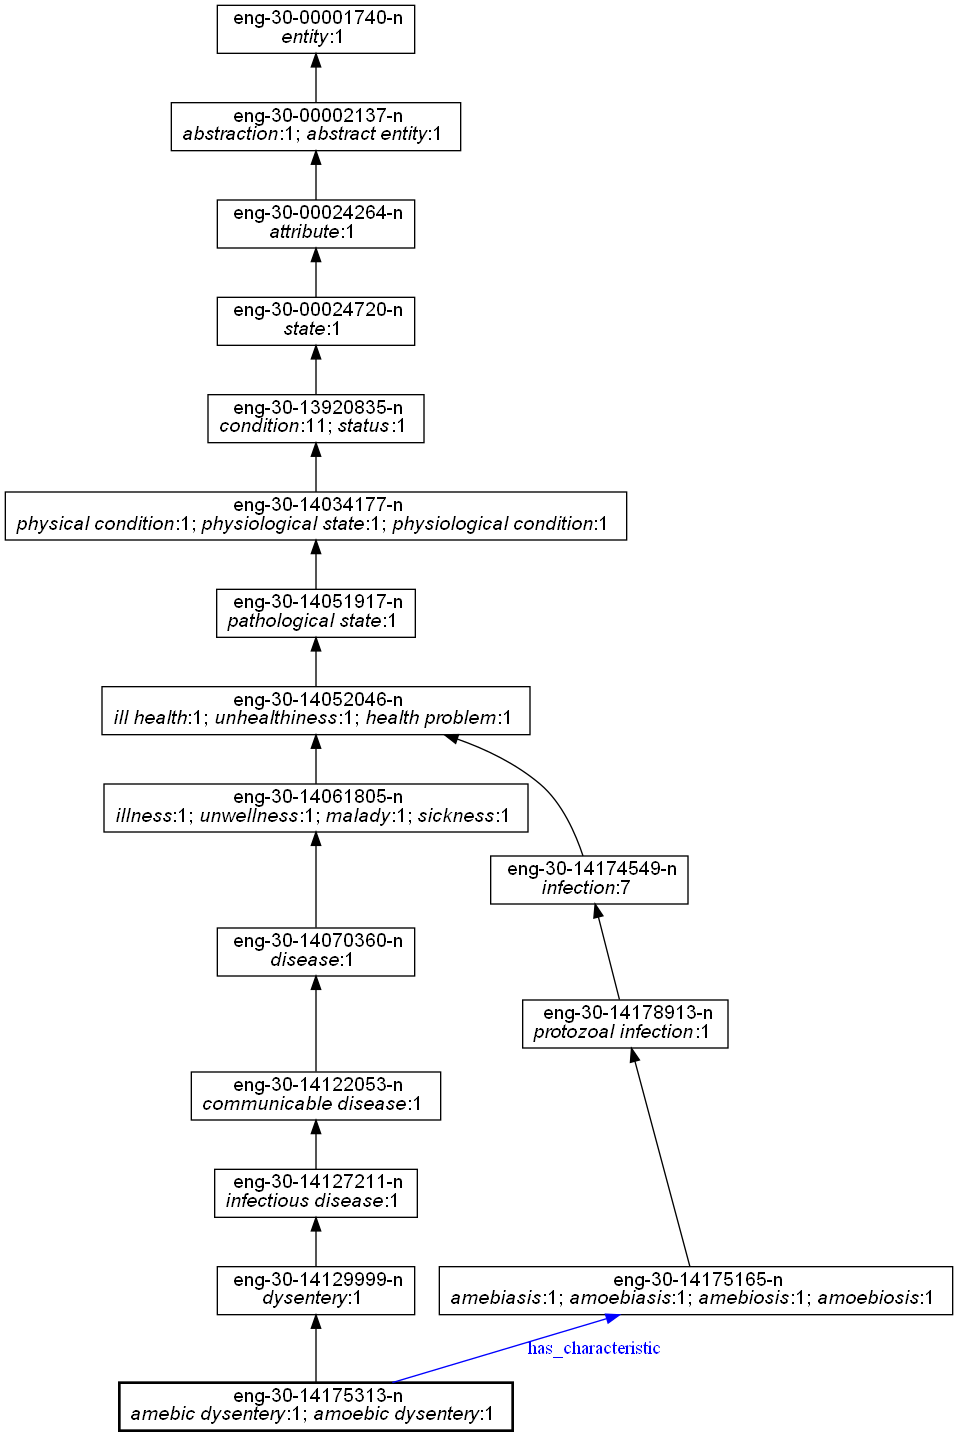 eng-30-00001740-n
entity:1
eng-30-00002137-n
abstraction:1; abstract entity:1
eng-30-00024264-n
attribute:1
eng-30-00024720-n
state:1
eng-30-13920835-n
condition:11; status:1
eng-30-14034177-n
physical condition:1; physiological state:1; physiological condition:1
eng-30-14051917-n
pathological state:1
eng-30-14052046-n
ill health:1; unhealthiness:1; health problem:1
eng-30-14061805-n
illness:1; unwellness:1; malady:1; sickness:1
eng-30-14174549-n
infection:7
eng-30-14070360-n
disease:1
eng-30-14178913-n
protozoal infection:1
eng-30-14122053-n
communicable disease:1
eng-30-14127211-n
infectious disease:1
eng-30-14129999-n
dysentery:1
eng-30-14175165-n
amebiasis:1; amoebiasis:1; amebiosis:1; amoebiosis:1
has_characteristic
eng-30-14175313-n
amebic dysentery:1; amoebic dysentery:1